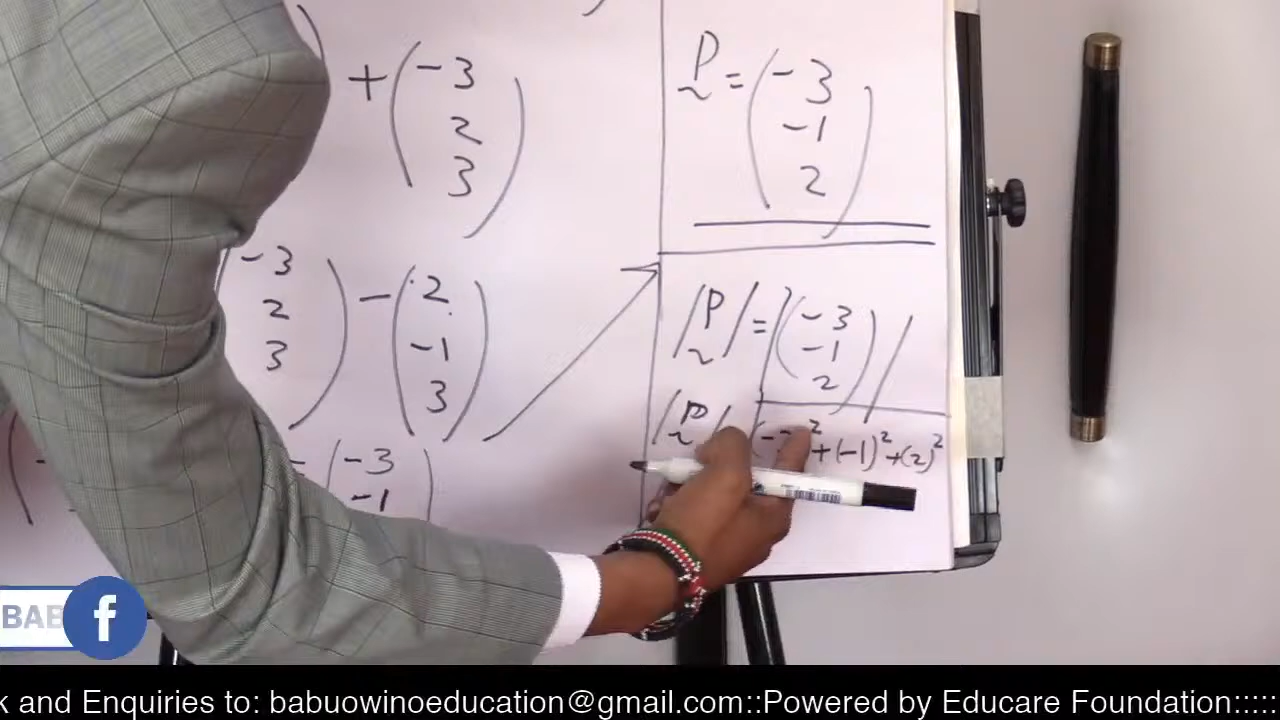 + ( -3
2
3 )
-3
2
3 ) - ( 2
-1
3 )
( -3
-1 )
P = ( -3
-1
2 )
/P/ = /( -3
-1
2 )/
/P/ (-3)² + (-1)² + (2)²
BAB
f
k and Enquiries to: babuowinoeducation@gmail.com::Powered by Educare Foundation:::::